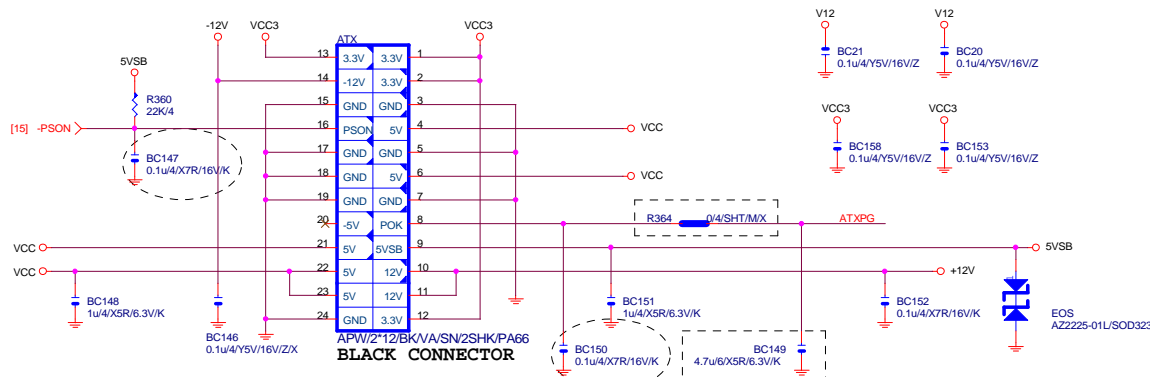 -12V VCC3 VCC3 V12 V12
ATX
5VSB
R360
22K/4
[15] -PSON
BC147
0.1u/4/X7R/16V/K
13 3.3V 3.3V 1
14 -12V 3.3V 2
15 GND GND 3
16 PSON 5V 4 VCC
17 GND GND 5
18 GND 5V 6 VCC
19 GND GND 7
20 -5V POK 8
21 5V 5VSB 9
22 5V 12V 10
23 5V 12V 11
24 GND 3.3V 12
APW/2*12/BK/VA/SN/2SHK/PA66
BLACK CONNECTOR
VCC
VCC
BC148
1u/4/X5R/6.3V/K
BC146
0.1u/4/Y5V/16V/Z/X
BC21
0.1u/4/Y5V/16V/Z
BC20
0.1u/4/Y5V/16V/Z
VCC3 VCC3
BC158
0.1u/4/Y5V/16V/Z
BC153
0.1u/4/Y5V/16V/Z
R364 0/4/SHT/M/X ATXPG
5VSB
+12V
BC151
1u/4/X5R/6.3V/K
BC152
0.1u/4/X7R/16V/K
BC150
0.1u/4/X7R/16V/K
BC149
4.7u/6/X5R/6.3V/K
EOS
AZ2225-01L/SOD323